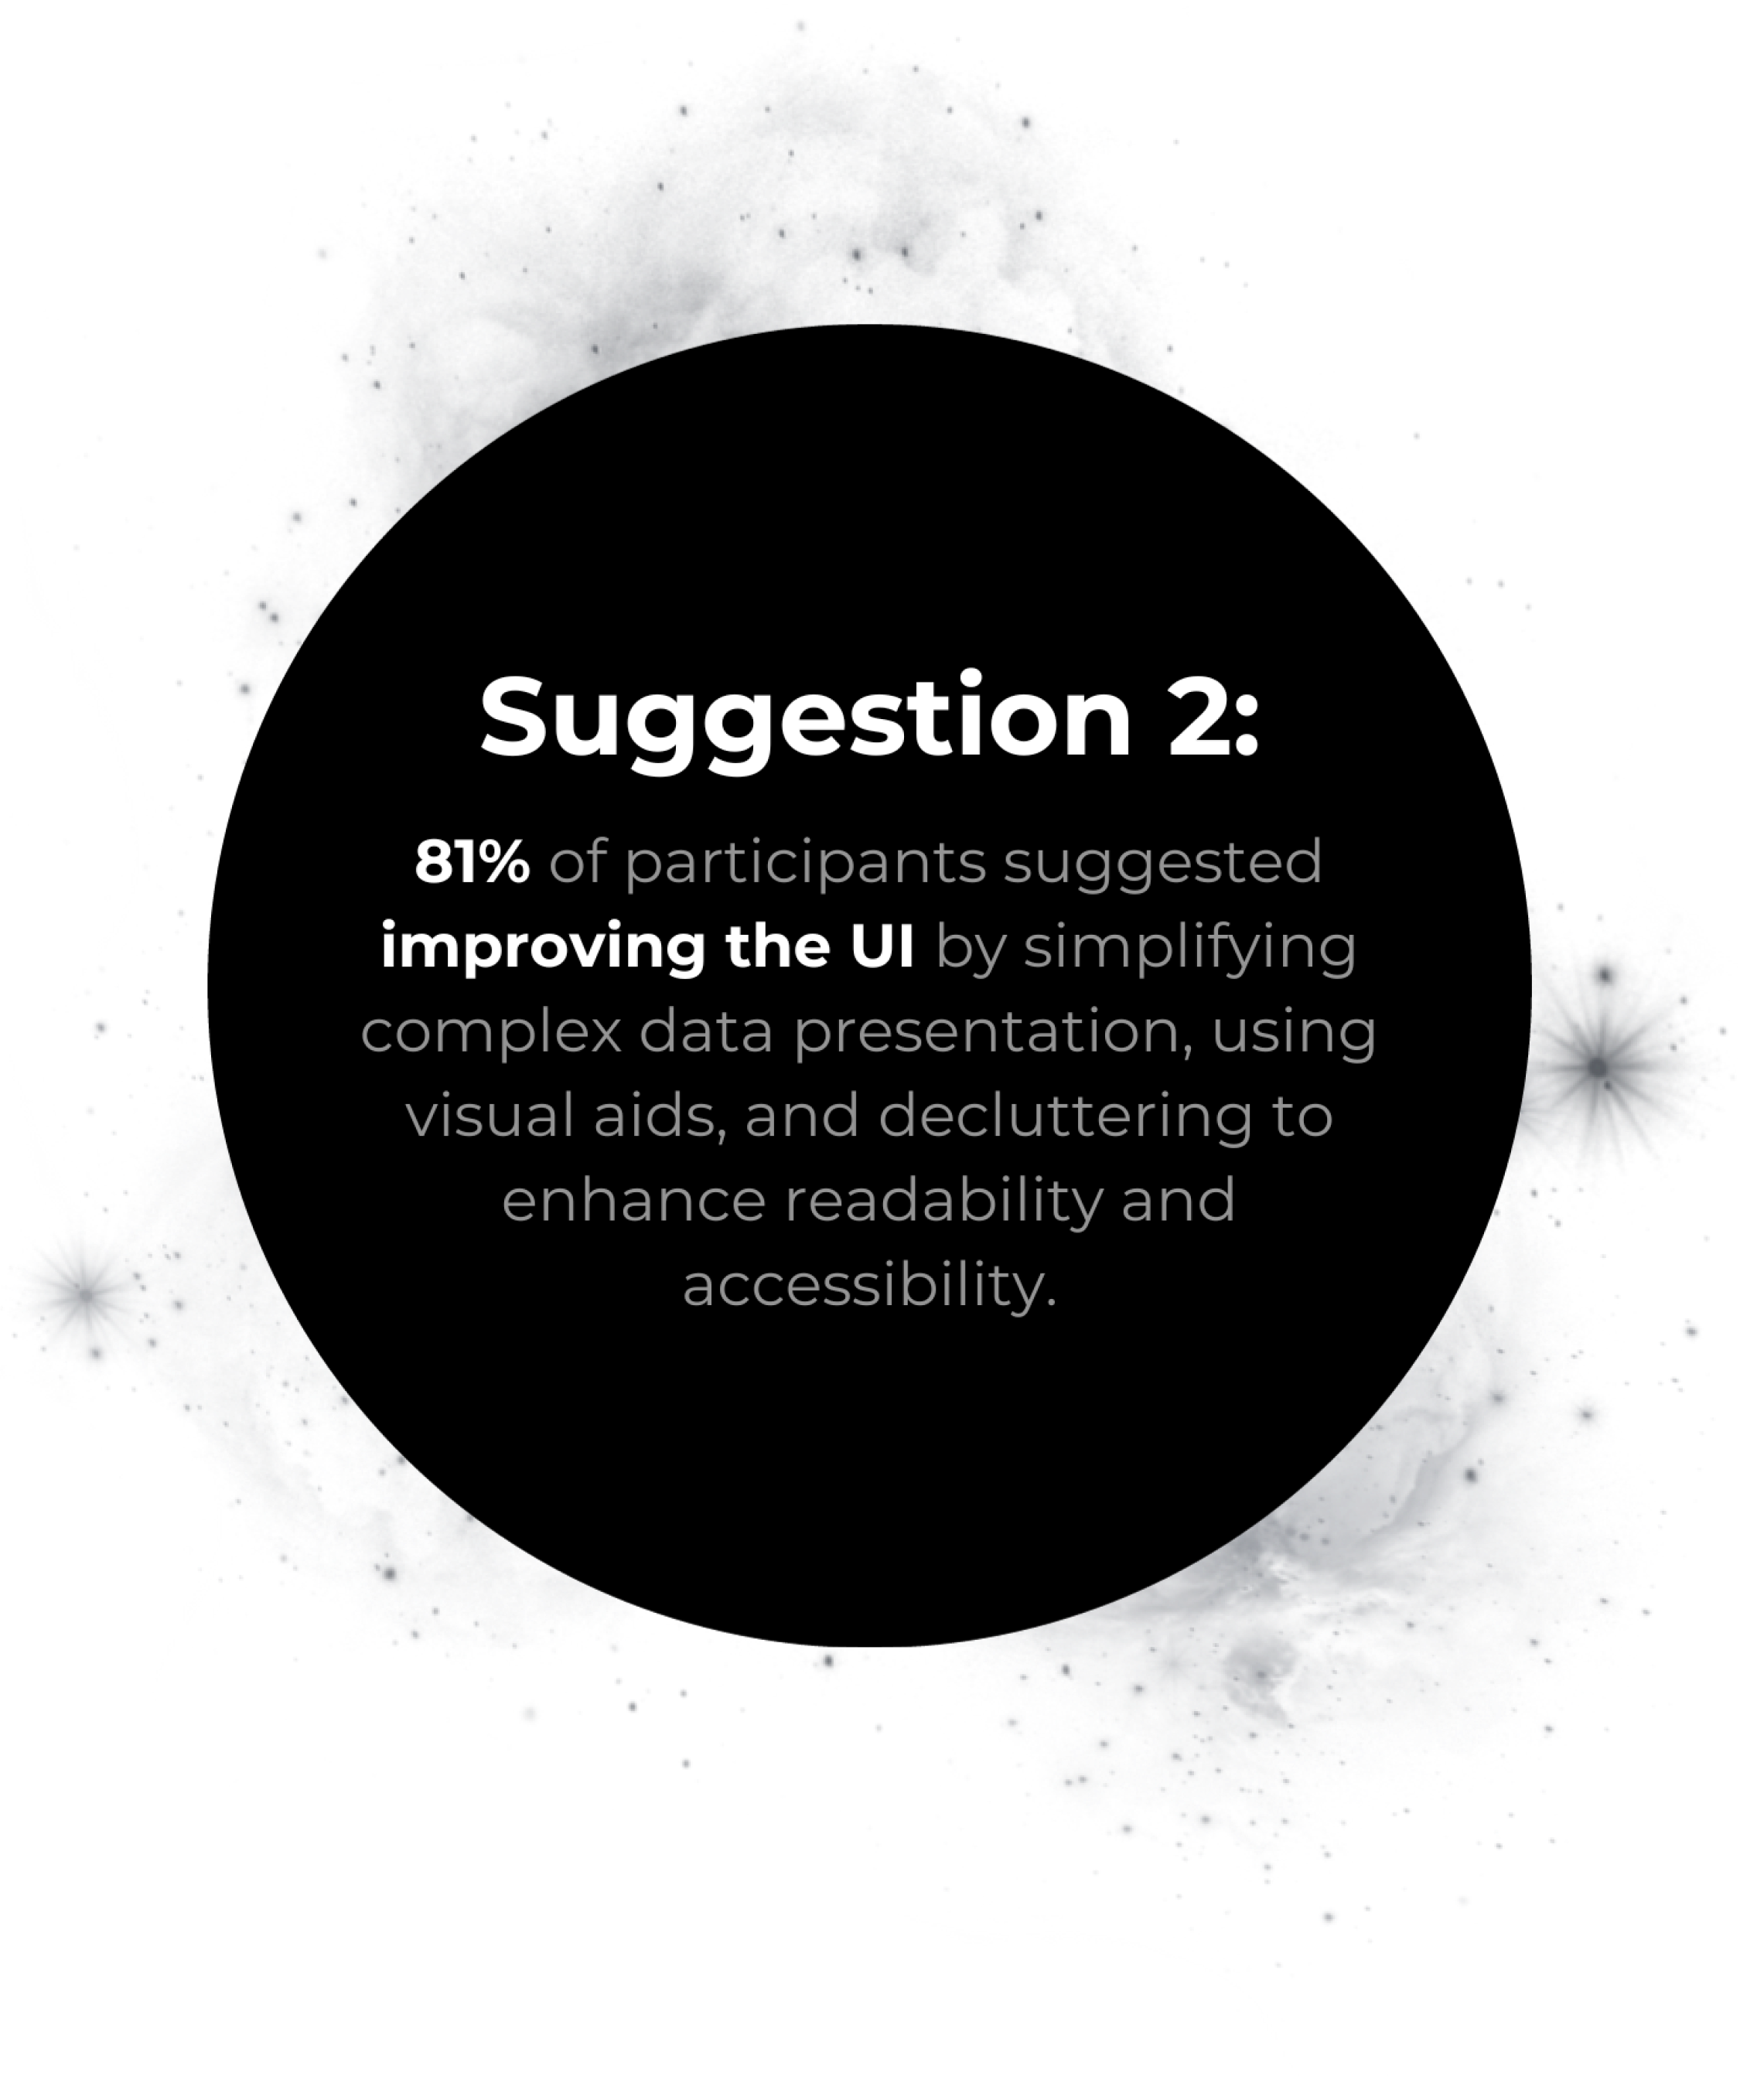 Suggestion 2:
81% of participants suggested
improving the UI by simplifying
complex data presentation, using
visual aids, and decluttering to
enhance readability and
accessibility.